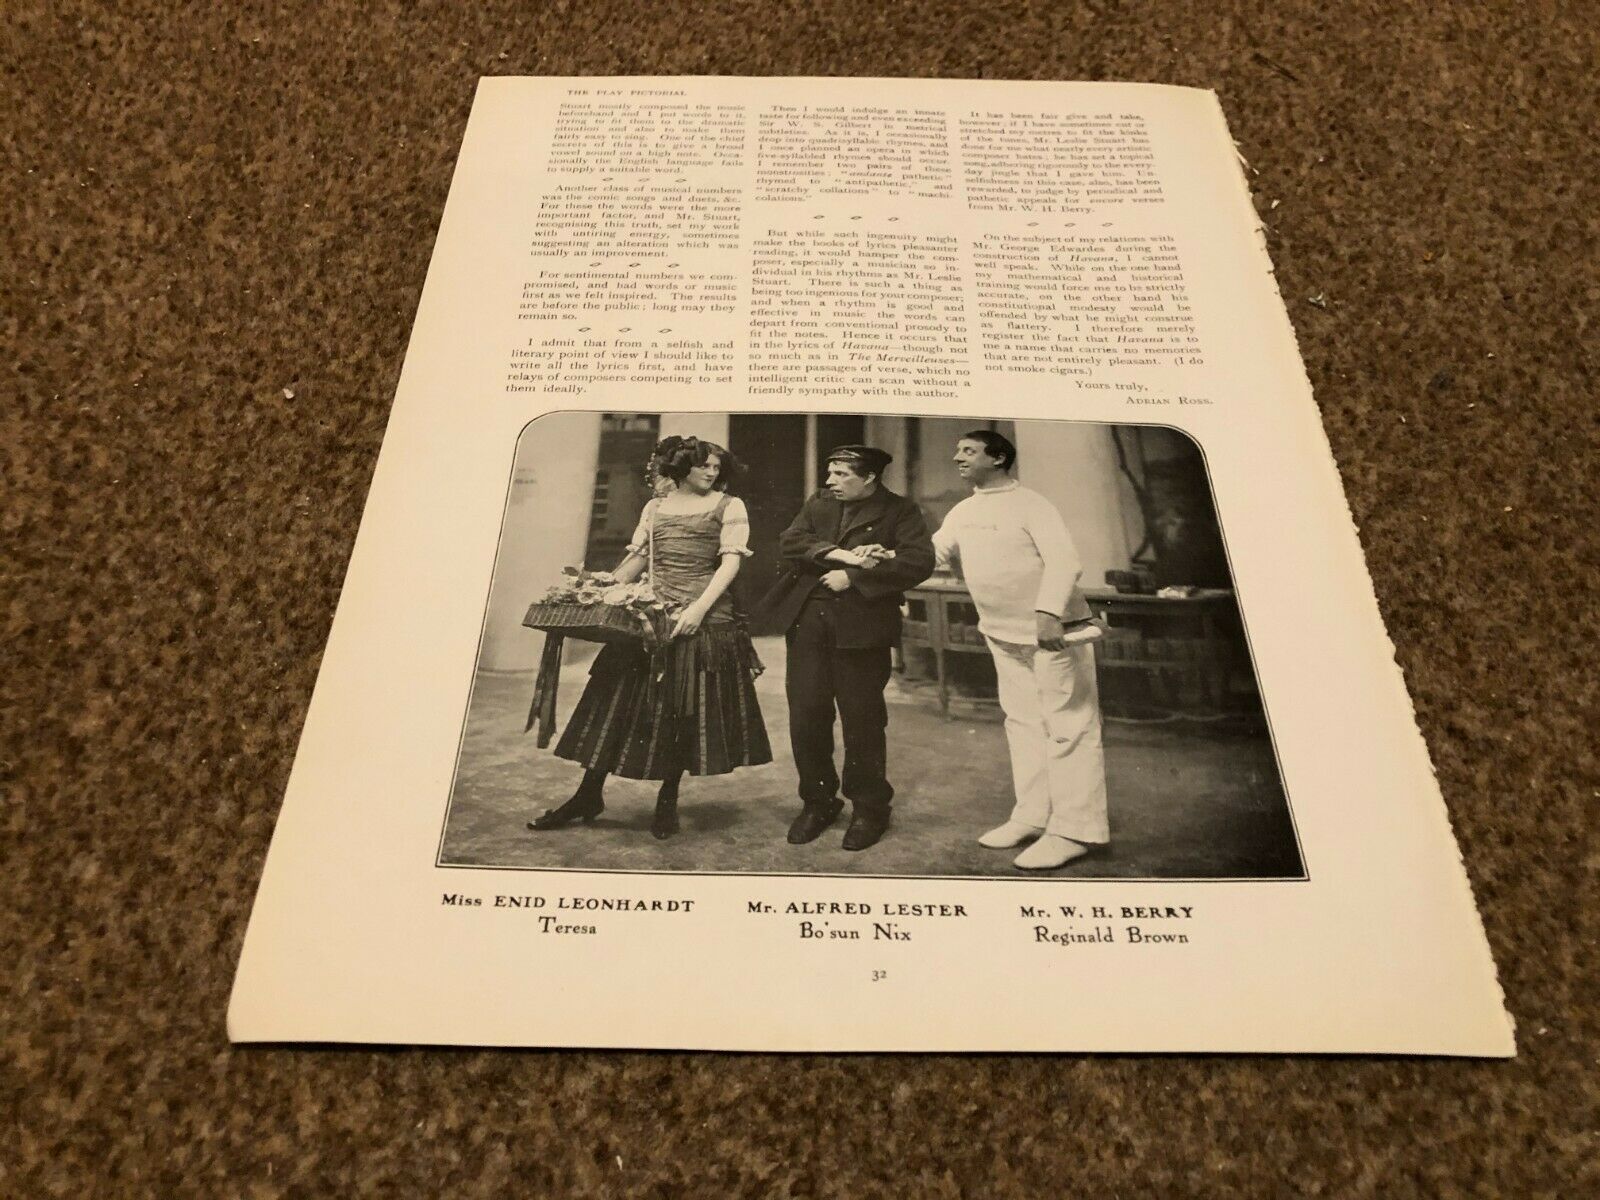 THE PLAY PICTORIAL
Stuart mostly composed the music
beforehand and I put words to it,
trying to fit them to the dramatic
situation and also to make them
fairly easy to sing. One of the chief
secrets of this is to give a broad
vowel sound on a high note. Occa-
sionally the English language fails
to supply a suitable word.
Another class of musical numbers
was the comic songs and duets, &c.
For these the words were the more
important factor, and Mr. Stuart,
recognising this truth, set my work
with untiring energy, sometimes
suggesting an alteration which was
usually an improvement.
For sentimental numbers we com-
promised, and had words or music
first as we felt inspired. The results
are before the public; long may they
remain so.
I admit that from a selfish and
literary point of view I should like to
write all the lyrics first, and have
relays of composers competing to set
them ideally.
Then I would indulge an innate
taste for following and even exceeding
Sir W. S. Gilbert in metrical
subtleties. As it is, I occasionally
drop into quadrisyllable rhymes, and
I once planned an opera in which
five-syllabled rhymes should occur.
I remember two pairs of these
monstrosities; "andante pathetic"
rhymed to "antipathetic," and
"scratchy collations" to "machi-
colations."
But while such ingenuity might
make the books of lyrics pleasanter
reading, it would hamper the com-
poser, especially a musician so in-
dividual in his rhythms as Mr. Leslie
Stuart. There is such a thing as
being too ingenious for your composer;
and when a rhythm is good and
effective in music the words can
depart from conventional prosody to
fit the notes. Hence it occurs that
in the lyrics of Havana—though not
so much as in The Merveilleuses—
there are passages of verse, which no
intelligent critic can scan without a
friendly sympathy with the author.
It has been fair give and take,
however; if I have sometimes cut or
stretched my metres to fit the kinks
of the tunes, Mr. Leslie Stuart has
done for me what nearly every artistic
composer hates; he has set a topical
song, adhering rigorously to the every-
day jingle that I gave him. Un-
selfishness in this case, also, has been
rewarded, to judge by periodical and
pathetic appeals for encore verses
from Mr. W. H. Berry.
On the subject of my relations with
Mr. George Edwardes during the
construction of Havana, I cannot
well speak. While on the one hand
my mathematical and historical
training would force me to be strictly
accurate, on the other hand his
constitutional modesty would be
offended by what he might construe
as flattery. I therefore merely
register the fact that Havana is to
me a name that carries no memories
that are not entirely pleasant. (I do
not smoke cigars.)
Yours truly,
ADRIAN ROSS.
Miss ENID LEONHARDT
Teresa
Mr. ALFRED LESTER
Bo'sun Nix
Mr. W. H. BERRY
Reginald Brown
32